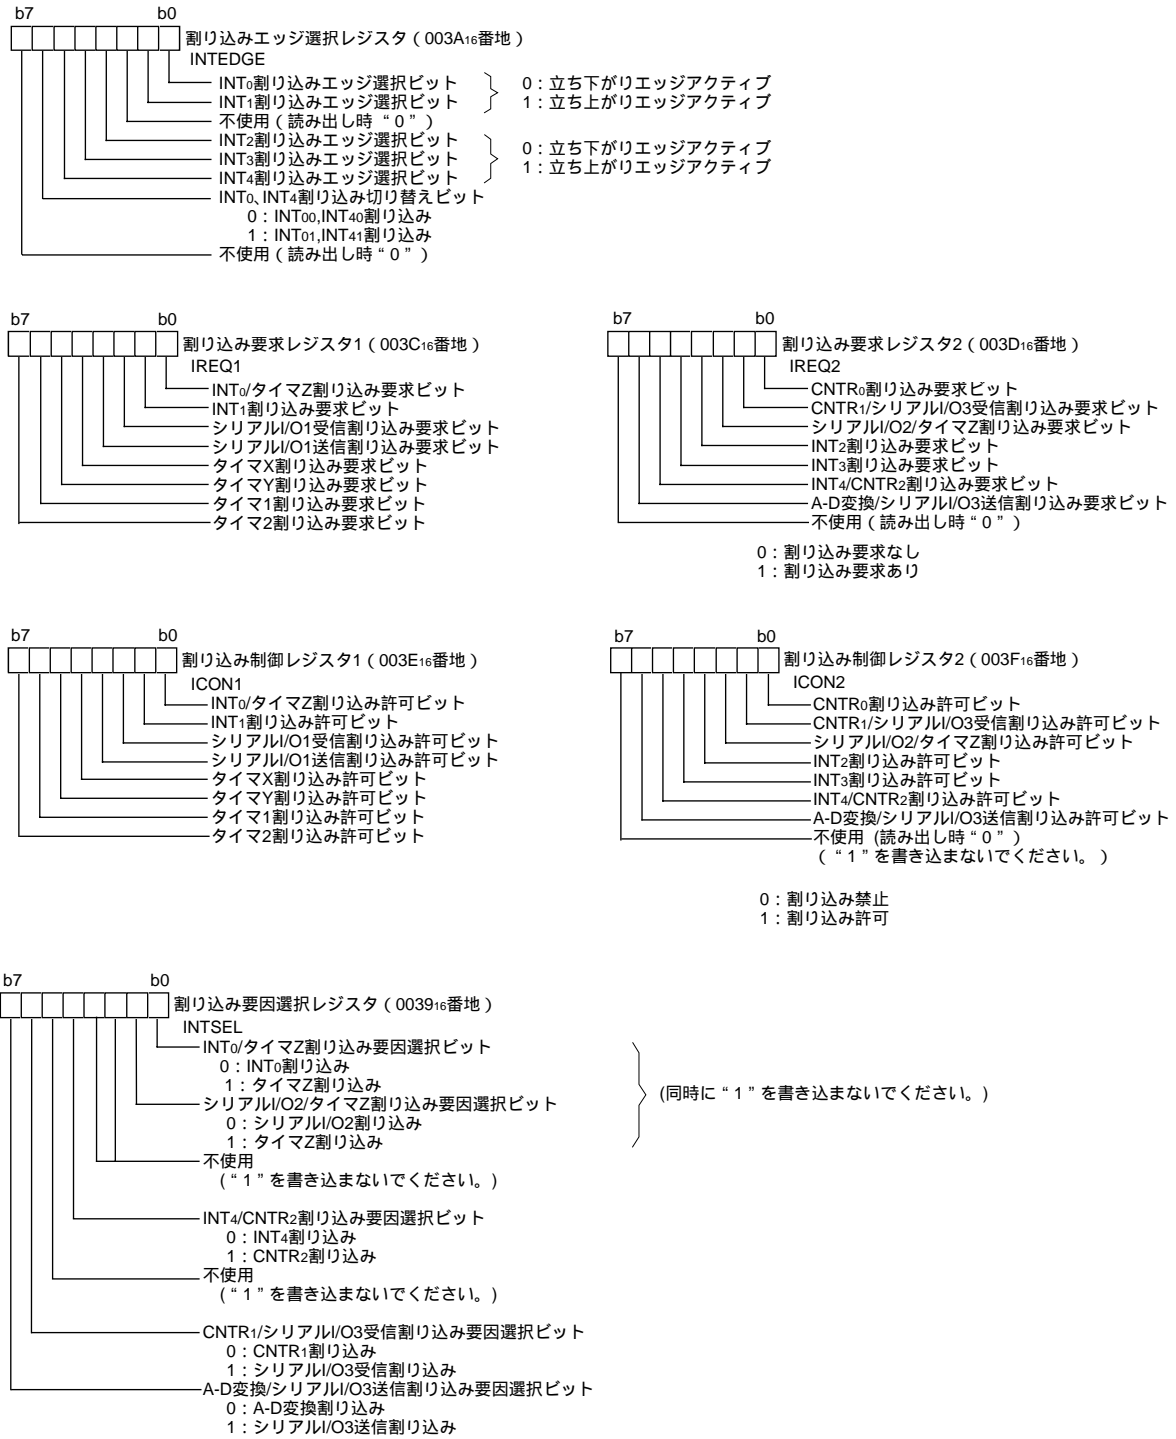 b7 b0
割り込みエッジ選択レジスタ（003A16番地）
INTEDGE
INT0割り込みエッジ選択ビット
INT1割り込みエッジ選択ビット
0：立ち下がりエッジアクティブ
1：立ち上がりエッジアクティブ
不使用（読み出し時“0”）
INT2割り込みエッジ選択ビット
INT3割り込みエッジ選択ビット
INT4割り込みエッジ選択ビット
0：立ち下がりエッジアクティブ
1：立ち上がりエッジアクティブ
INT0、INT4割り込み切り替えビット
0：INT00,INT40割り込み
1：INT01,INT41割り込み
不使用（読み出し時“0”）
b7 b0
割り込み要求レジスタ1（003C16番地）
IREQ1
INT0/タイマZ割り込み要求ビット
INT1割り込み要求ビット
シリアルI/O1受信割り込み要求ビット
シリアルI/O1送信割り込み要求ビット
タイマX割り込み要求ビット
タイマY割り込み要求ビット
タイマ1割り込み要求ビット
タイマ2割り込み要求ビット
b7 b0
割り込み要求レジスタ2（003D16番地）
IREQ2
CNTR0割り込み要求ビット
CNTR1/シリアルI/O3受信割り込み要求ビット
シリアルI/O2/タイマZ割り込み要求ビット
INT2割り込み要求ビット
INT3割り込み要求ビット
INT4/CNTR2割り込み要求ビット
A-D変換/シリアルI/O3送信割り込み要求ビット
不使用（読み出し時“0”）
0：割り込み要求なし
1：割り込み要求あり
b7 b0
割り込み制御レジスタ1（003E16番地）
ICON1
INT0/タイマZ割り込み許可ビット
INT1割り込み許可ビット
シリアルI/O1受信割り込み許可ビット
シリアルI/O1送信割り込み許可ビット
タイマX割り込み許可ビット
タイマY割り込み許可ビット
タイマ1割り込み許可ビット
タイマ2割り込み許可ビット
b7 b0
割り込み制御レジスタ2（003F16番地）
ICON2
CNTR0割り込み許可ビット
CNTR1/シリアルI/O3受信割り込み許可ビット
シリアルI/O2/タイマZ割り込み許可ビット
INT2割り込み許可ビット
INT3割り込み許可ビット
INT4/CNTR2割り込み許可ビット
A-D変換/シリアルI/O3送信割り込み許可ビット
不使用 (読み出し時“0”）
（“1”を書き込まないでください。）
0：割り込み禁止
1：割り込み許可
b7 b0
割り込み要因選択レジスタ（003916番地）
INTSEL
INT0/タイマZ割り込み要因選択ビット
0：INT0割り込み
1：タイマZ割り込み
シリアルI/O2/タイマZ割り込み要因選択ビット
0：シリアルI/O2割り込み
1：タイマZ割り込み
(同時に“1”を書き込まないでください。)
不使用
(“1”を書き込まないでください。)
INT4/CNTR2割り込み要因選択ビット
0：INT4割り込み
1：CNTR2割り込み
不使用
(“1”を書き込まないでください。)
CNTR1/シリアルI/O3受信割り込み要因選択ビット
0：CNTR1割り込み
1：シリアルI/O3受信割り込み
A-D変換/シリアルI/O3送信割り込み要因選択ビット
0：A-D変換割り込み
1：シリアルI/O3送信割り込み